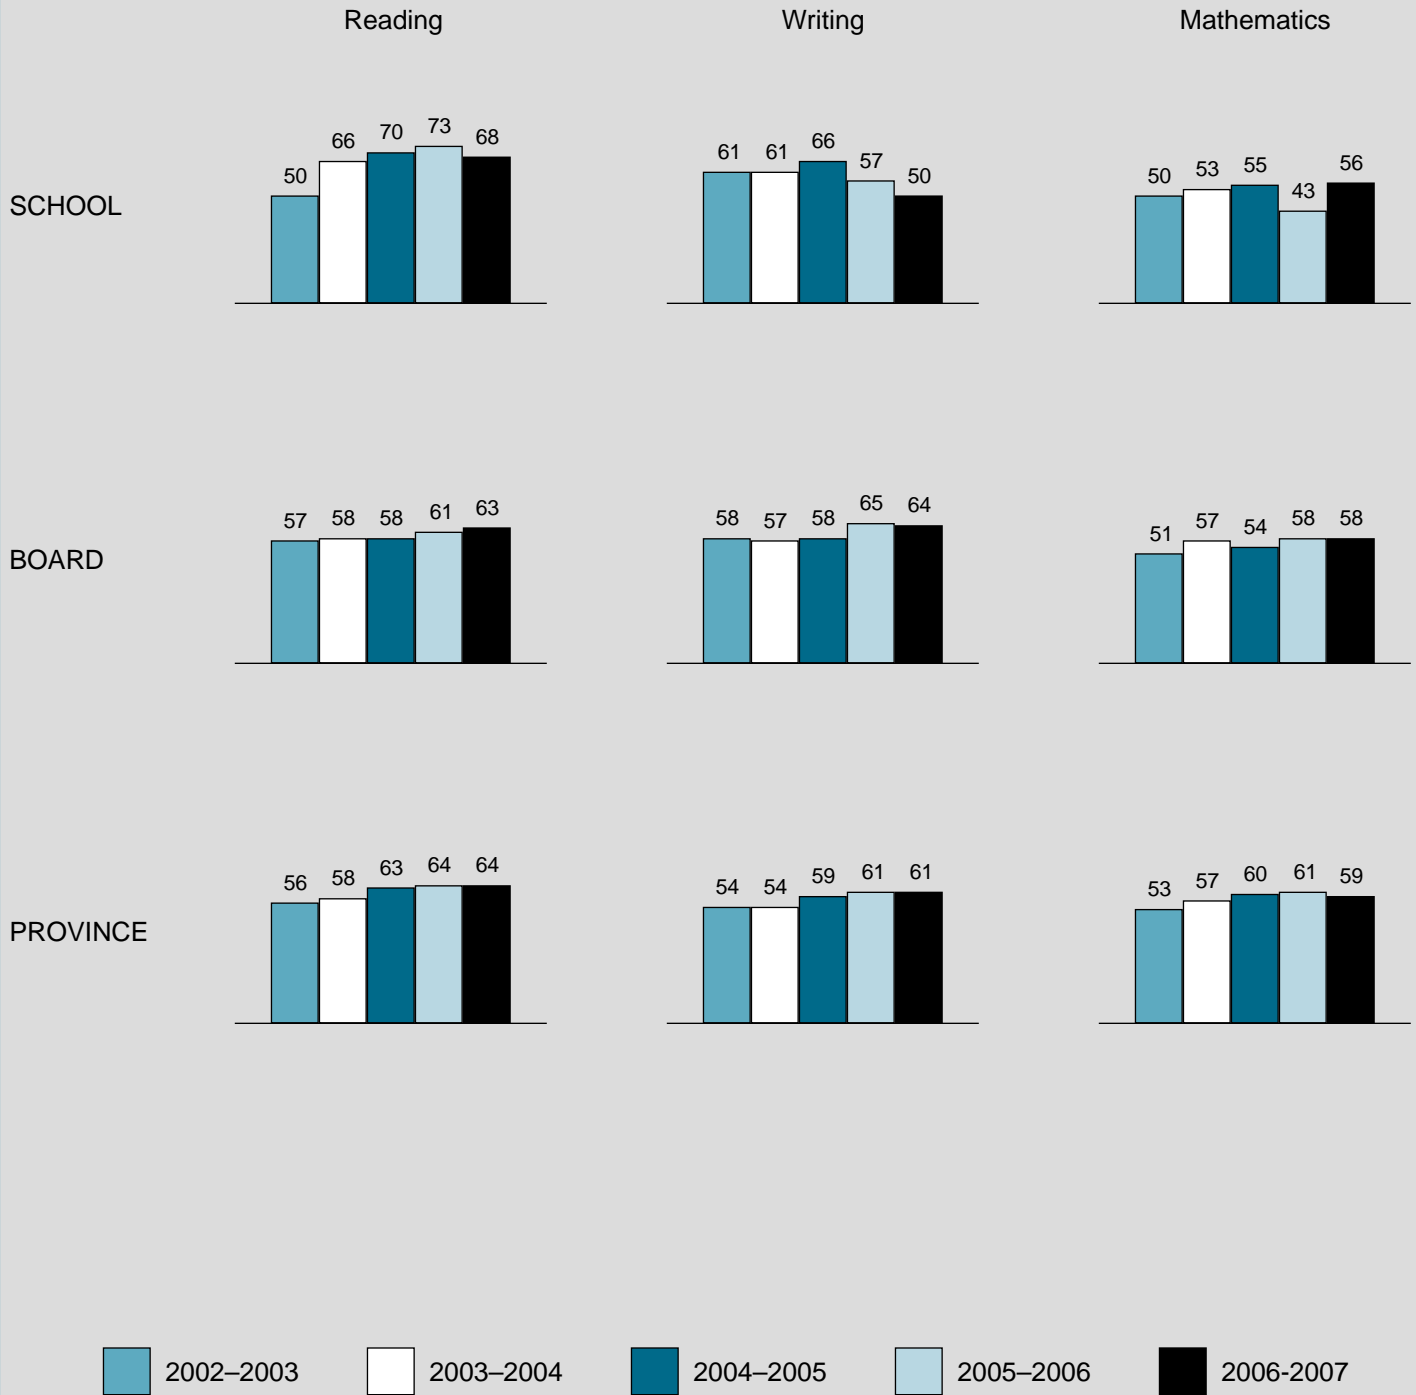 Reading Writing Mathematics
SCHOOL
50 66 70 73 68
61 61 66 57 50
50 53 55 43 56
BOARD
57 58 58 61 63
58 57 58 65 64
51 57 54 58 58
PROVINCE
56 58 63 64 64
54 54 59 61 61
53 57 60 61 59
2002–2003 2003–2004 2004–2005 2005–2006 2006-2007